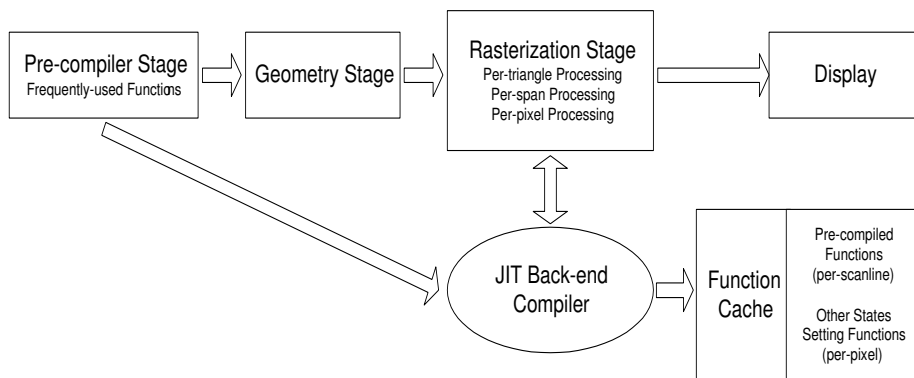 Pre-compiler Stage
Frequently-used Functions
Geometry Stage
Rasterization Stage
Per-triangle Processing
Per-span Processing
Per-pixel Processing
Display
JIT Back-end
Compiler
Function
Cache
Pre-compiled
Functions
(per-scanline)
Other States
Setting Functions
(per-pixel)